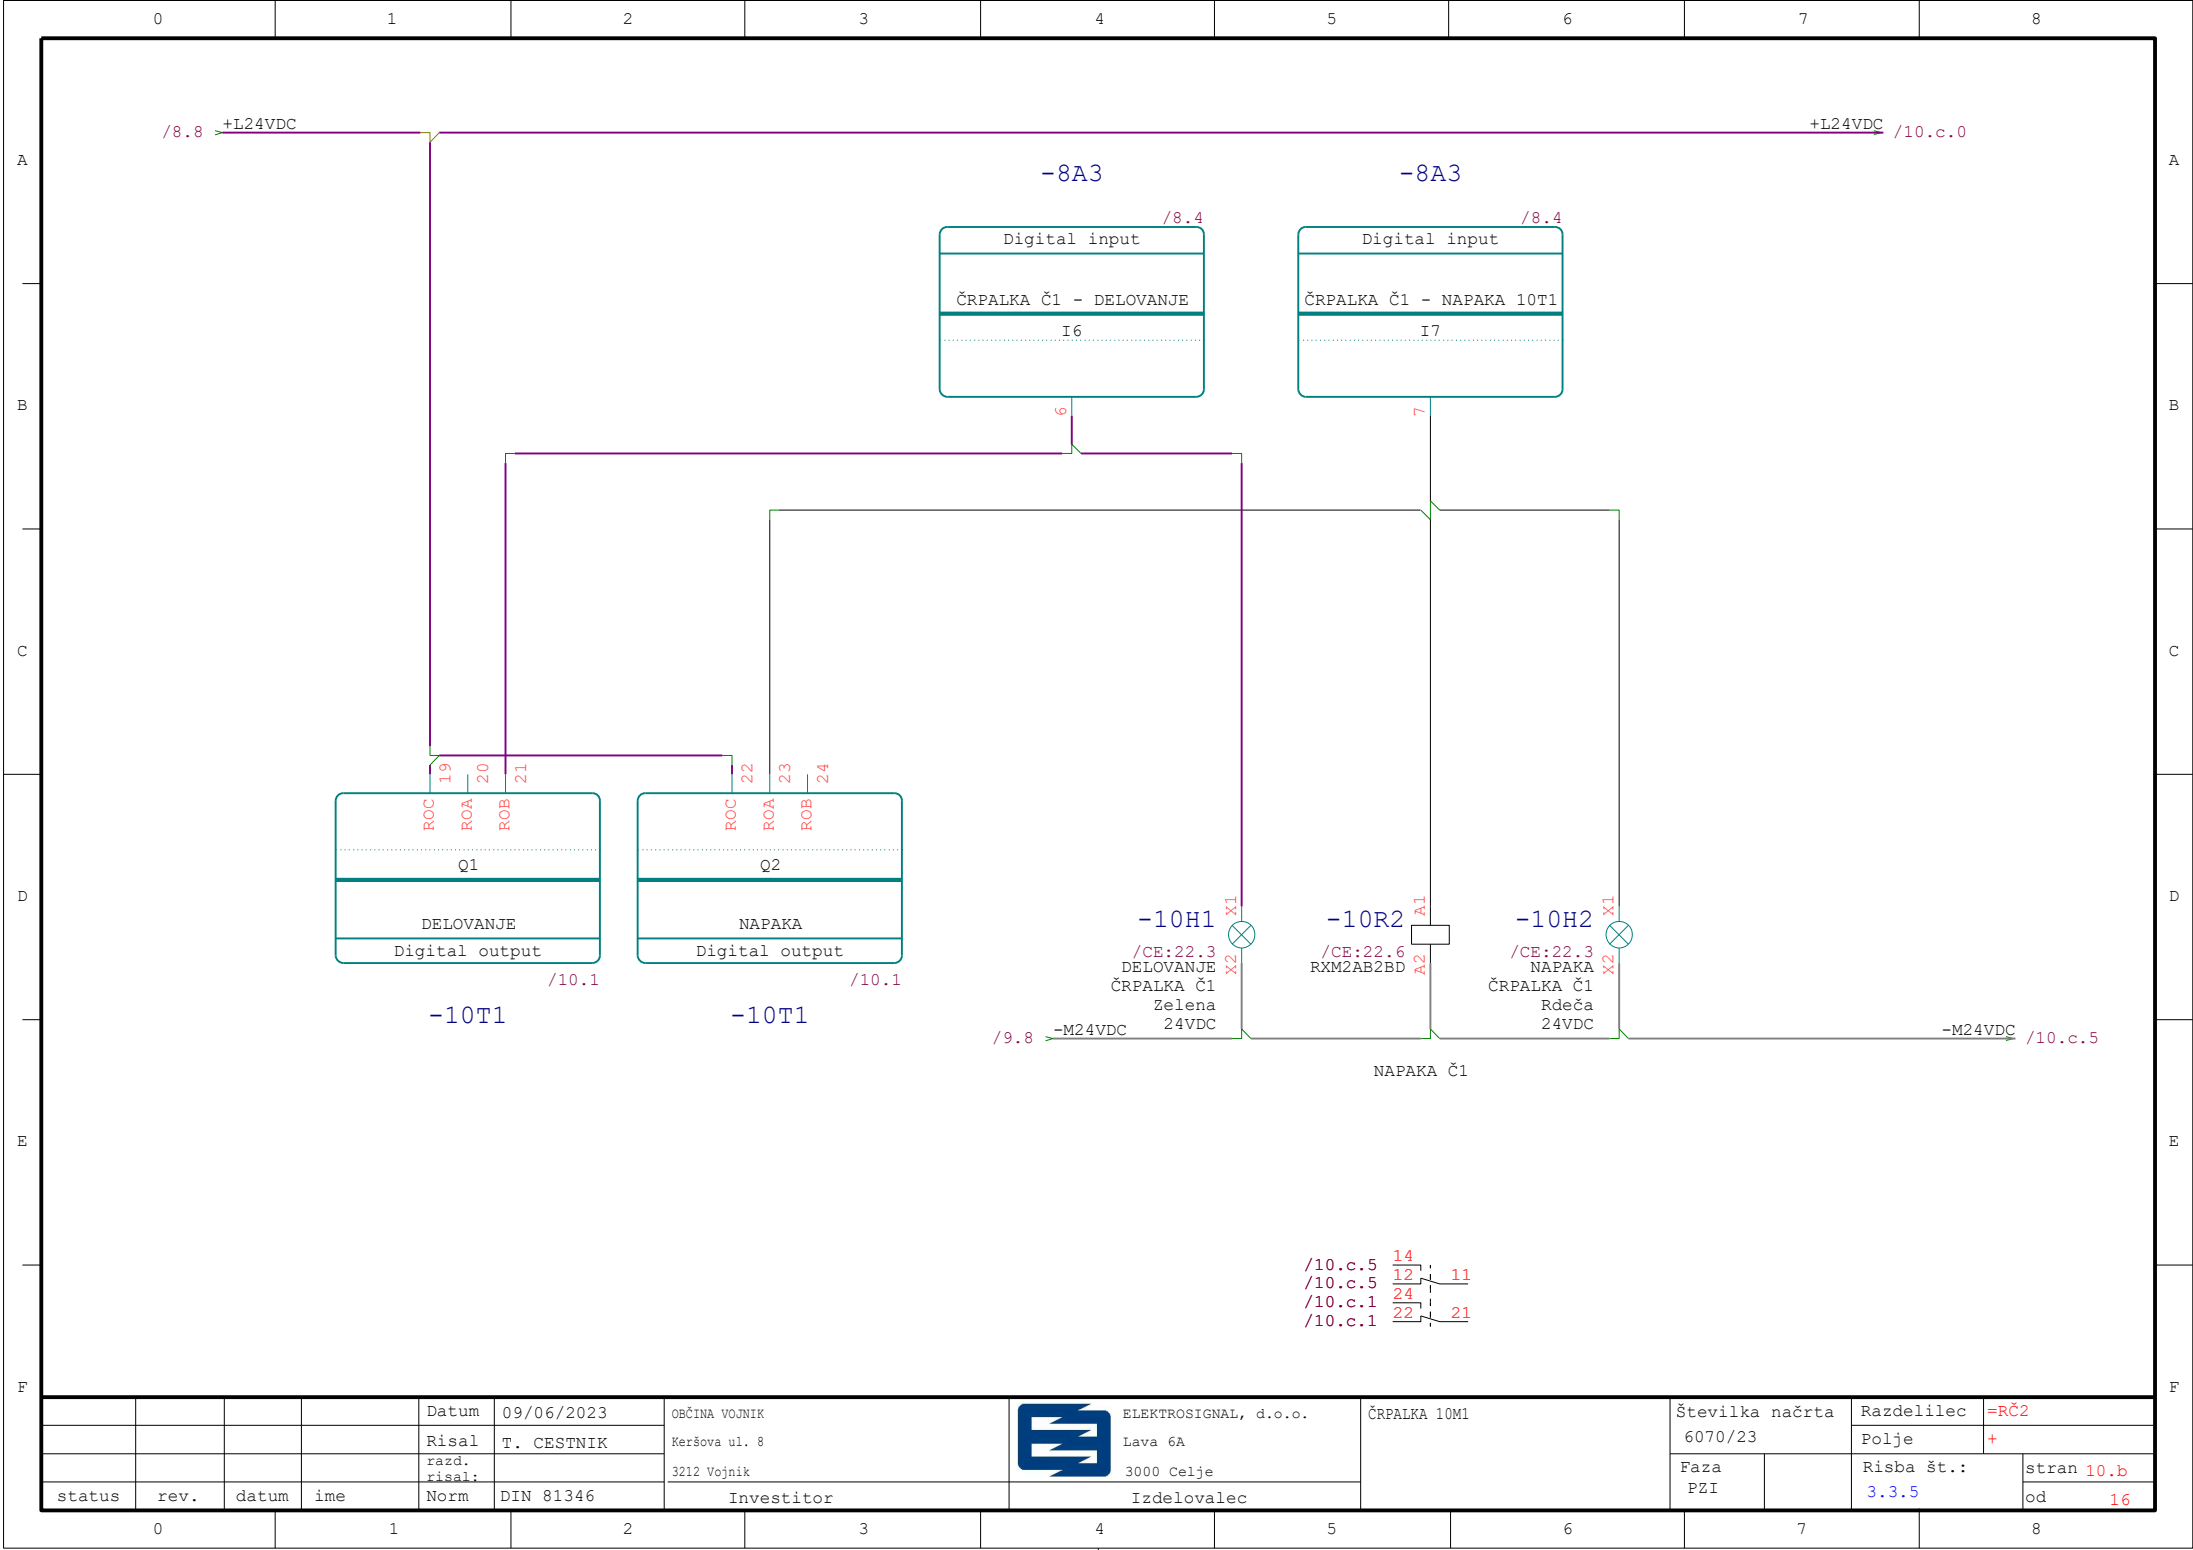 0 1 2 3 4 5 6 7 8
/8.8 +L24VDC
+L24VDC /10.c.0
A A
-8A3 -8A3
/8.4 /8.4
Digital input Digital input
ČRPALKA Č1 - DELOVANJE ČRPALKA Č1 - NAPAKA 10T1
I6 I7
B B
6 7
C C
19 20 21 22 23 24
ROC ROA ROB ROC ROA ROB
Q1 Q2
D D
DELOVANJE NAPAKA
Digital output Digital output
/10.1 /10.1
-10T1 -10T1
X1 A1 X1
-10H1 -10R2 -10H2
/CE:22.3 /CE:22.6 /CE:22.3
X2 A2 X2
DELOVANJE RXM2AB2BD NAPAKA
ČRPALKA Č1 ČRPALKA Č1
Zelena Rdeča
24VDC 24VDC
/9.8 -M24VDC -M24VDC /10.c.5
NAPAKA Č1
E E
/10.c.5 14
/10.c.5 12 11
/10.c.1 24
/10.c.1 22 21
F F
Datum 09/06/2023
Risal T. CESTNIK
razd.
risal:
status rev. datum ime Norm DIN 81346
OBČINA VOJNIK
Keršova ul. 8
3212 Vojnik
Investitor
ELEKTROSIGNAL, d.o.o.
Lava 6A
3000 Celje
Izdelovalec
ČRPALKA 10M1
Številka načrta
6070/23
Faza
PZI
Razdelilec =RČ2
Polje +
Risba št.:
3.3.5
stran 10.b
od 16
0 1 2 3 4 5 6 7 8